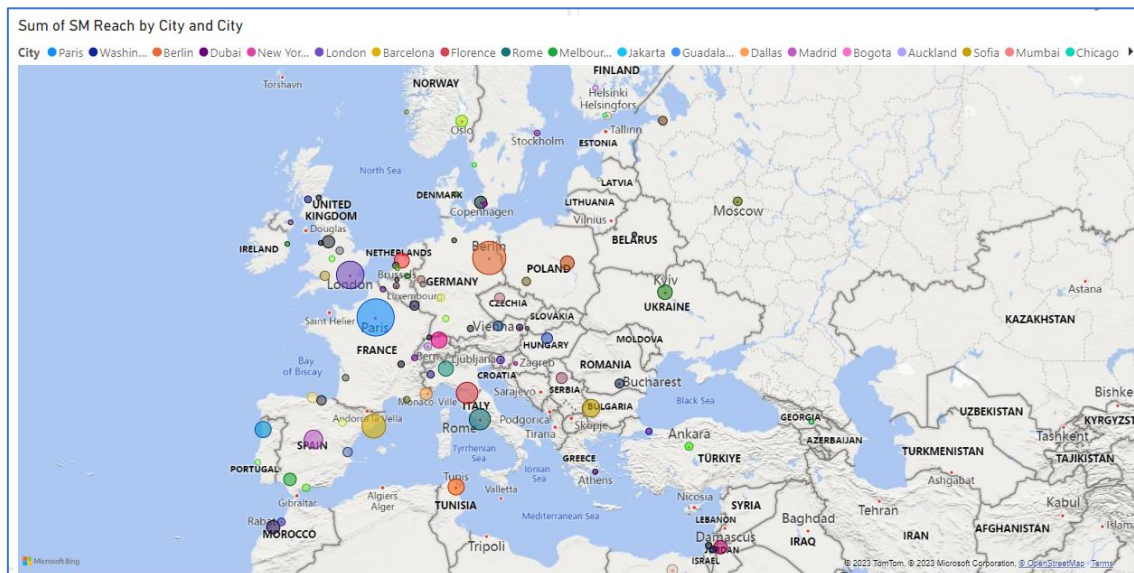 Sum of SM Reach by City and City
City Paris Washin... Berlin Dubai New Yor... London Barcelona Florence Rome Melbour... Jakarta Guadala... Dallas Madrid Bogota Auckland Sofia Mumbai Chicago
FINLAND
Torshavn
NORWAY
Helsinki
Helsingfors
Oslo
Stockholm
Tallinn
ESTONIA
North Sea
LATVIA
DENMARK
LITHUANIA
UNITED
KINGDOM
Copenhagen
Moscow
Vilnius
Douglas
IRELAND
BELARUS
NETHERLANDS
Berlin
POLAND
Brussels
London
GERMANY
Kyiv
Astana
Luxembourg
CZECHIA
UKRAINE
Saint Helier
Paris
SLOVAKIA
KAZAKHSTAN
Vienna
FRANCE
HUNGARY
MOLDOVA
Bern
Ljubljana
Zagreb
ROMANIA
Bay
of Biscay
CROATIA
Bucharest
Bishke
Sarajevo
SERBIA
Monaco-Ville
ITALY
Black Sea
UZBEKISTAN
KYRGYZST
Andorra la Vella
Podgorica
BULGARIA
GEORGIA
Rome
Skopje
Tashkent
Tirana
Ankara
AZERBAIJAN
SPAIN
TURKMENISTAN
TAJIKISTAN
Tyrrhenian
Sea
PORTUGAL
Ionian
Sea
GREECE
TÜRKIYE
Ashgabat
Tunis
Athens
Gibraltar
Algiers
Alger
Valletta
Nicosia
SYRIA
Tehran
Kabul
TUNISIA
LEBANON
Rabat
Mediterranean Sea
Damascus
Baghdad
AFGHANISTAN
Islama
MOROCCO
Tripoli
JORDAN
IRAQ
IRAN
ISRAEL
Microsoft Bing
© 2023 TomTom, © 2023 Microsoft Corporation, © OpenStreetMap Terms